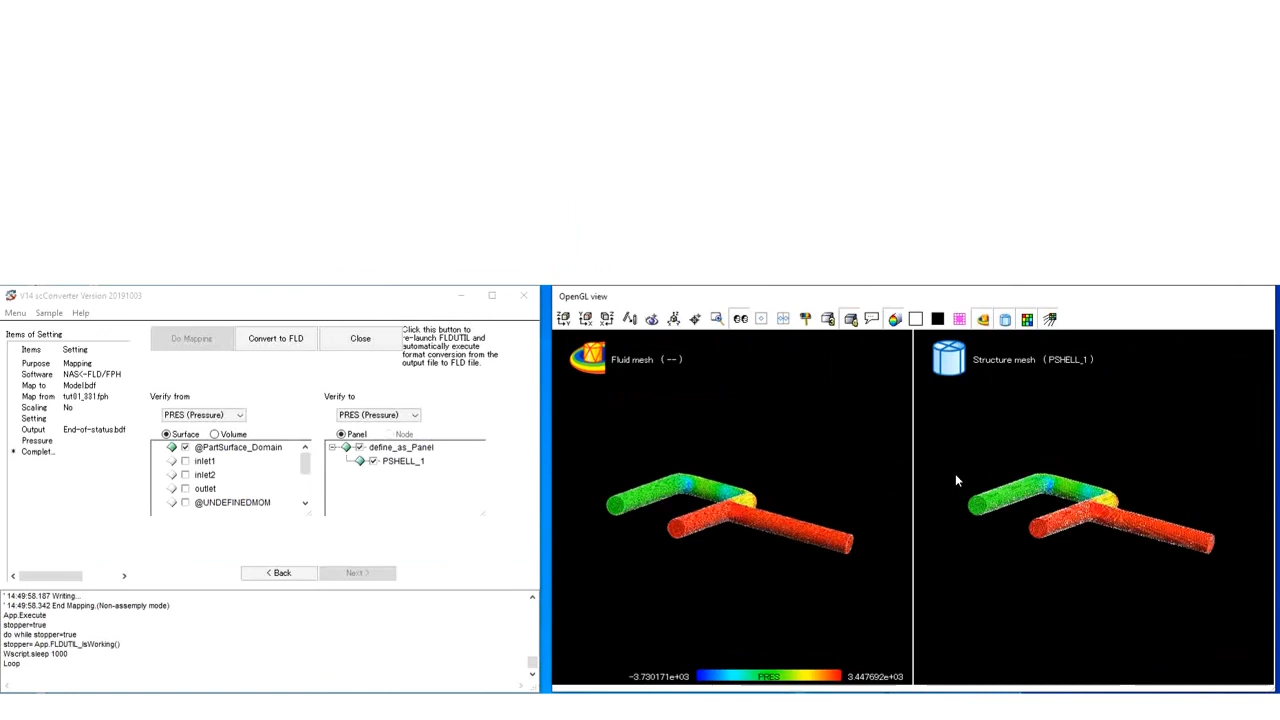 V14 scConverter Version 20191003
Menu Sample Help
Items of Setting
Items Setting
Purpose Mapping
Software NAS<-FLD/FPH
Map to Model.bdf
Map from tut01_331.fph
Scaling No
Setting
Output End-of-status.bdf
Pressure
* Complet...
Do Mapping
Convert to FLD
Close
Click this button to
re-launch FLDUTIL and
automatically execute
format conversion from the
output file to FLD file.
Verify from
PRES (Pressure)
Surface Volume
@PartSurface_Domain
inlet1
inlet2
outlet
@UNDEFINEDMOM
Verify to
PRES (Pressure)
Panel Node
define_as_Panel
PSHELL_1
< Back
Next >
' 14:49:58.187 Writing...
' 14:49:58.342 End Mapping.(Non-assemply mode)
App.Execute
stopper=true
do while stopper=true
stopper= App.FLDUTIL_IsWorking()
Wscript.sleep 1000
Loop
OpenGL view
Fluid mesh (--)
Structure mesh (PSHELL_1)
-3.730171e+03 PRES 3.447692e+03